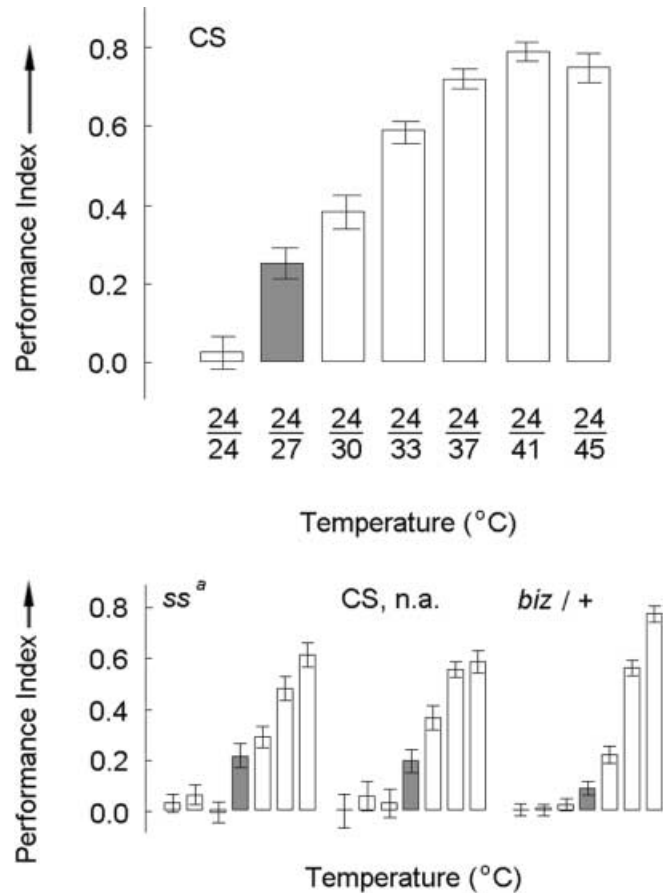 CS
Performance Index
0.8
0.6
0.4
0.2
0.0
24 24 24 24 24 24 24
24 27 30 33 37 41 45
Temperature (°C)
ss^a CS, n.a. biz / +
Performance Index
0.8
0.6
0.4
0.2
0.0
Temperature (°C)